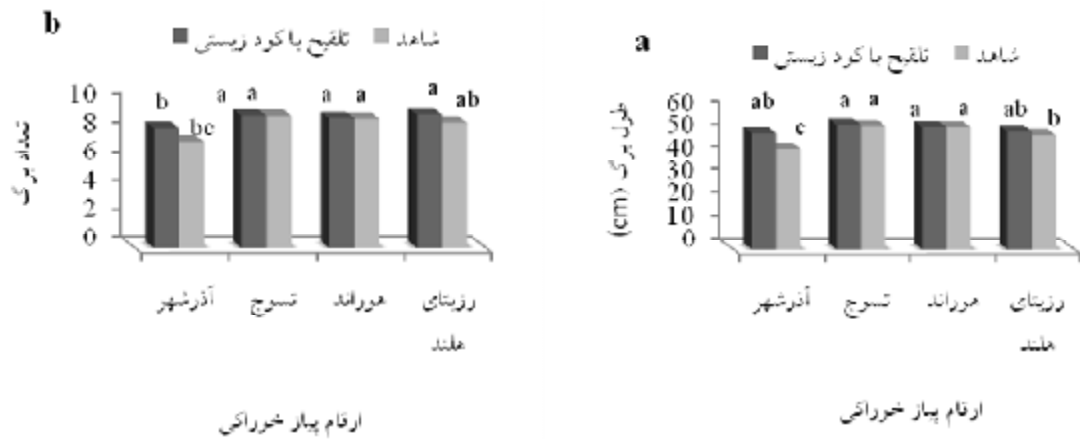 b
تلقیح با کود زیستی شاهد
تعداد برگ
10
8
6
4
2
0
b bc a a a a a ab
آذرشهر تسوج هوراند رزیتای هلند
ارقام پیاز خوراکی
a
تلقیح با کود زیستی شاهد
طول برگ (cm)
60
50
40
30
20
10
0
ab c a a a a ab b
آذرشهر تسوج هوراند رزیتای هلند
ارقام پیاز خوراکی